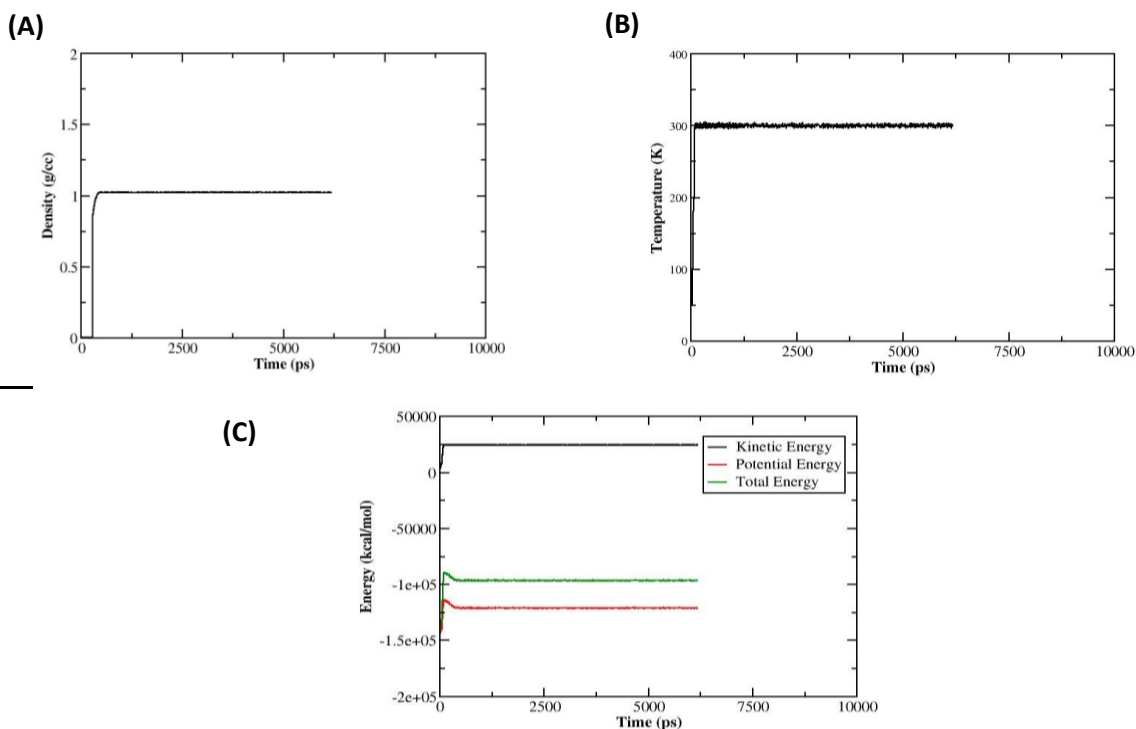 (A)
2
1.5
1
0.5
0
Density (g/cc)
0 2500 5000 7500 10000
Time (ps)
(B)
400
300
200
100
0
Temperature (K)
0 2500 5000 7500 10000
Time (ps)
(C)
50000
0
-50000
-1e+05
-1.5e+05
-2e+05
Energy (kcal/mol)
Kinetic Energy
Potential Energy
Total Energy
0 2500 5000 7500 10000
Time (ps)